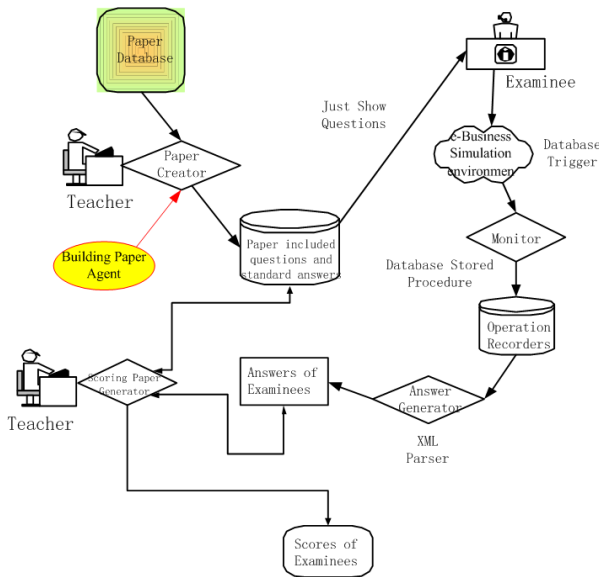 Paper
Database
Examinee
Just Show
Questions
e-Business
Simulation
environmen
Database
Trigger
Paper
Creator
Teacher
Building Paper
Agent
Paper included
questions and
standard answers
Monitor
Database Stored
Procedure
Operation
Recorders
Scoring Paper
Generator
Teacher
Answers of
Examinees
Answer
Generator
XML
Parser
Scores of
Examinees